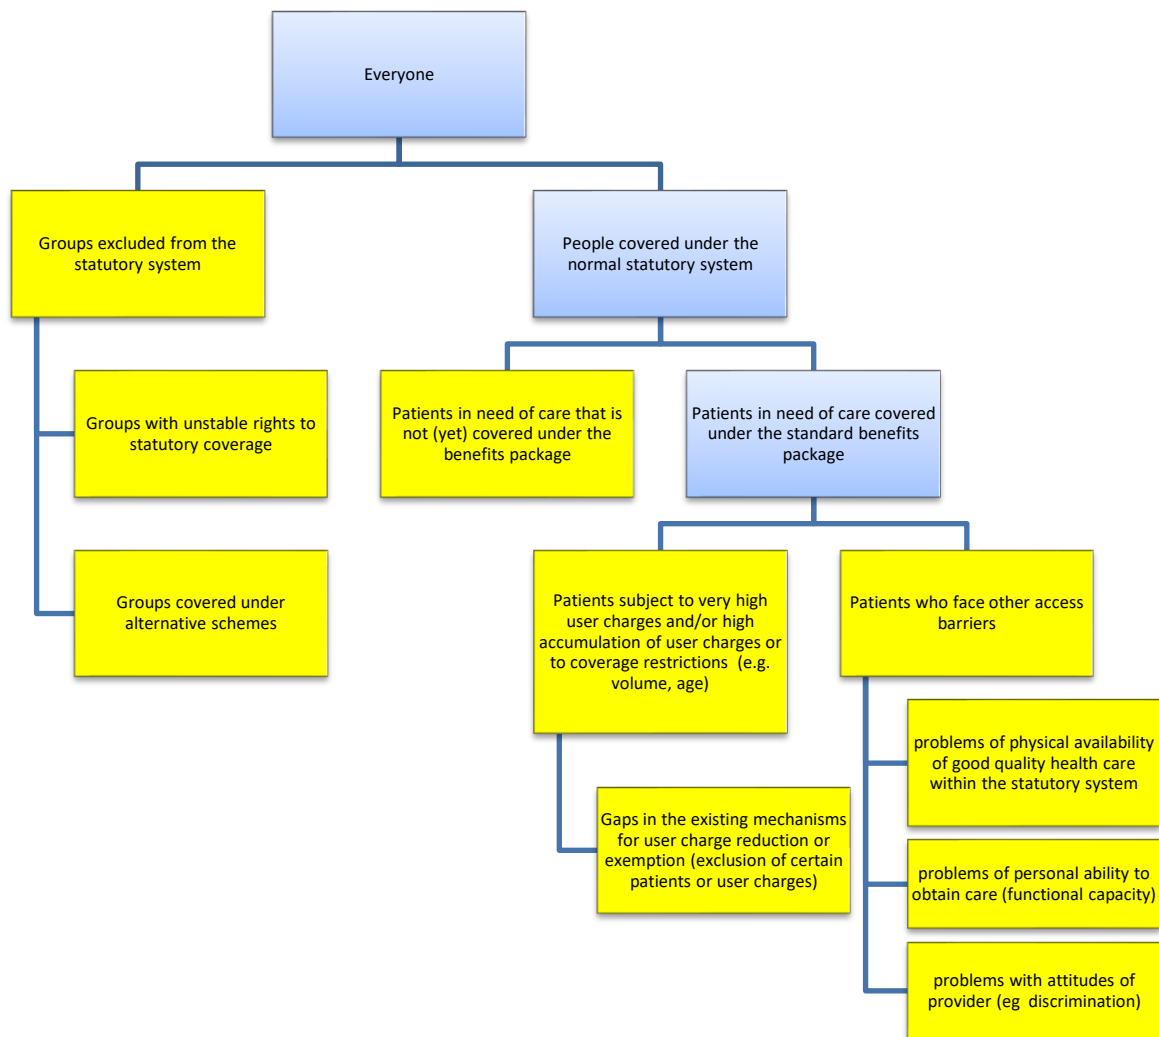 Everyone
Groups excluded from the
statutory system
People covered under the
normal statutory system
Groups with unstable rights to
statutory coverage
Patients in need of care that is
not (yet) covered under the
benefits package
Patients in need of care covered
under the standard benefits
package
Groups covered under
alternative schemes
Patients subject to very high
user charges and/or high
accumulation of user charges or
to coverage restrictions (e.g.
volume, age)
Patients who face other access
barriers
Gaps in the existing mechanisms
for user charge reduction or
exemption (exclusion of certain
patients or user charges)
problems of physical availability
of good quality health care
within the statutory system
problems of personal ability to
obtain care (functional capacity)
problems with attitudes of
provider (eg discrimination)